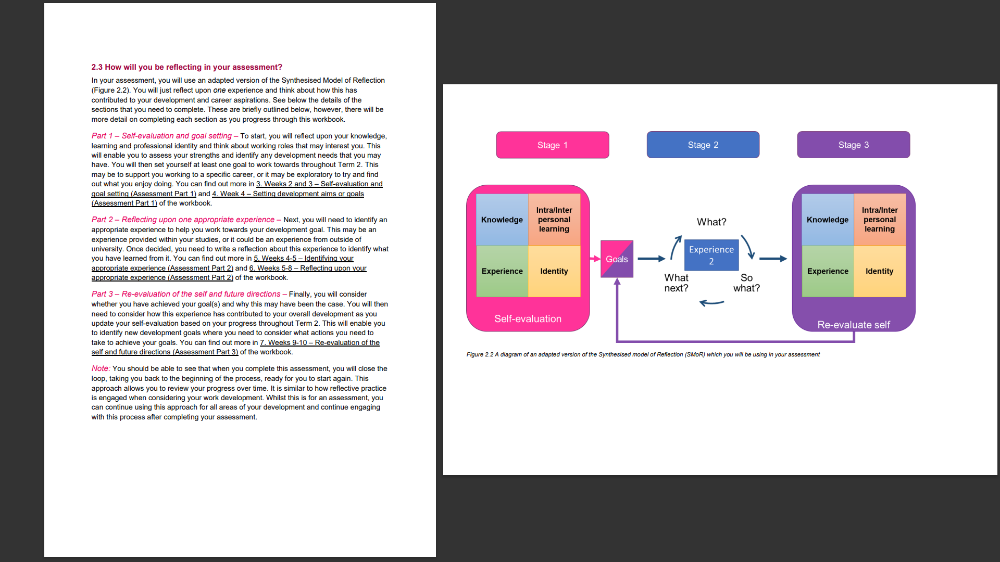 2.3 How will you be reflecting in your assessment?
In your assessment, you will use an adapted version of the Synthesised Model of Reflection
(Figure 2.2). You will just reflect upon one experience and think about how this has
contributed to your development and career aspirations. See below the details of the
sections that you need to complete. These are briefly outlined below, however, there will be
more detail on completing each section as you progress through this workbook.
Part 1 – Self-evaluation and goal setting – To start, you will reflect upon your knowledge,
learning and professional identity and think about working roles that may interest you. This
will enable you to assess your strengths and identify any development needs that you may
have. You will then set yourself at least one goal to work towards throughout Term 2. This
may be to support you working to a specific career, or it may be exploratory to try and find
out what you enjoy doing. You can find out more in 3. Weeks 2 and 3 – Self-evaluation and
goal setting (Assessment Part 1) and 4. Week 4 – Setting development aims or goals
(Assessment Part 1) of the workbook.
Part 2 – Reflecting upon one appropriate experience – Next, you will need to identify an
appropriate experience to help you work towards your development goal. This may be an
experience provided within your studies, or it could be an experience from outside of
university. Once decided, you need to write a reflection about this experience to identify what
you have learned from it. You can find out more in 5. Weeks 4-5 – Identifying your
appropriate experience (Assessment Part 2) and 6. Weeks 5-8 – Reflecting upon your
appropriate experience (Assessment Part 2) of the workbook.
Part 3 – Re-evaluation of the self and future directions – Finally, you will consider
whether you have achieved your goal(s) and why this may have been the case. You will then
need to consider how this experience has contributed to your overall development as you
update your self-evaluation based on your progress throughout Term 2. This will enable you
to identify new development goals where you need to consider what actions you need to
take to achieve your goals. You can find out more in 7. Weeks 9-10 – Re-evaluation of the
self and future directions (Assessment Part 3) of the workbook.
Note: You should be able to see that when you complete this assessment, you will close the
loop, taking you back to the beginning of the process, ready for you to start again. This
approach allows you to review your progress over time. It is similar to how reflective practice
is engaged when considering your work development. Whilst this is for an assessment, you
can continue using this approach for all areas of your development and continue engaging
with this process after completing your assessment.
Stage 1
Stage 2
Stage 3
Knowledge
Intra/Inter
personal
learning
Experience
Identity
Self-evaluation
Goals
What?
Experience
2
So
what?
What
next?
Knowledge
Intra/Inter
personal
learning
Experience
Identity
Re-evaluate self
Figure 2.2 A diagram of an adapted version of the Synthesised model of Reflection (SMoR) which you will be using in your assessment